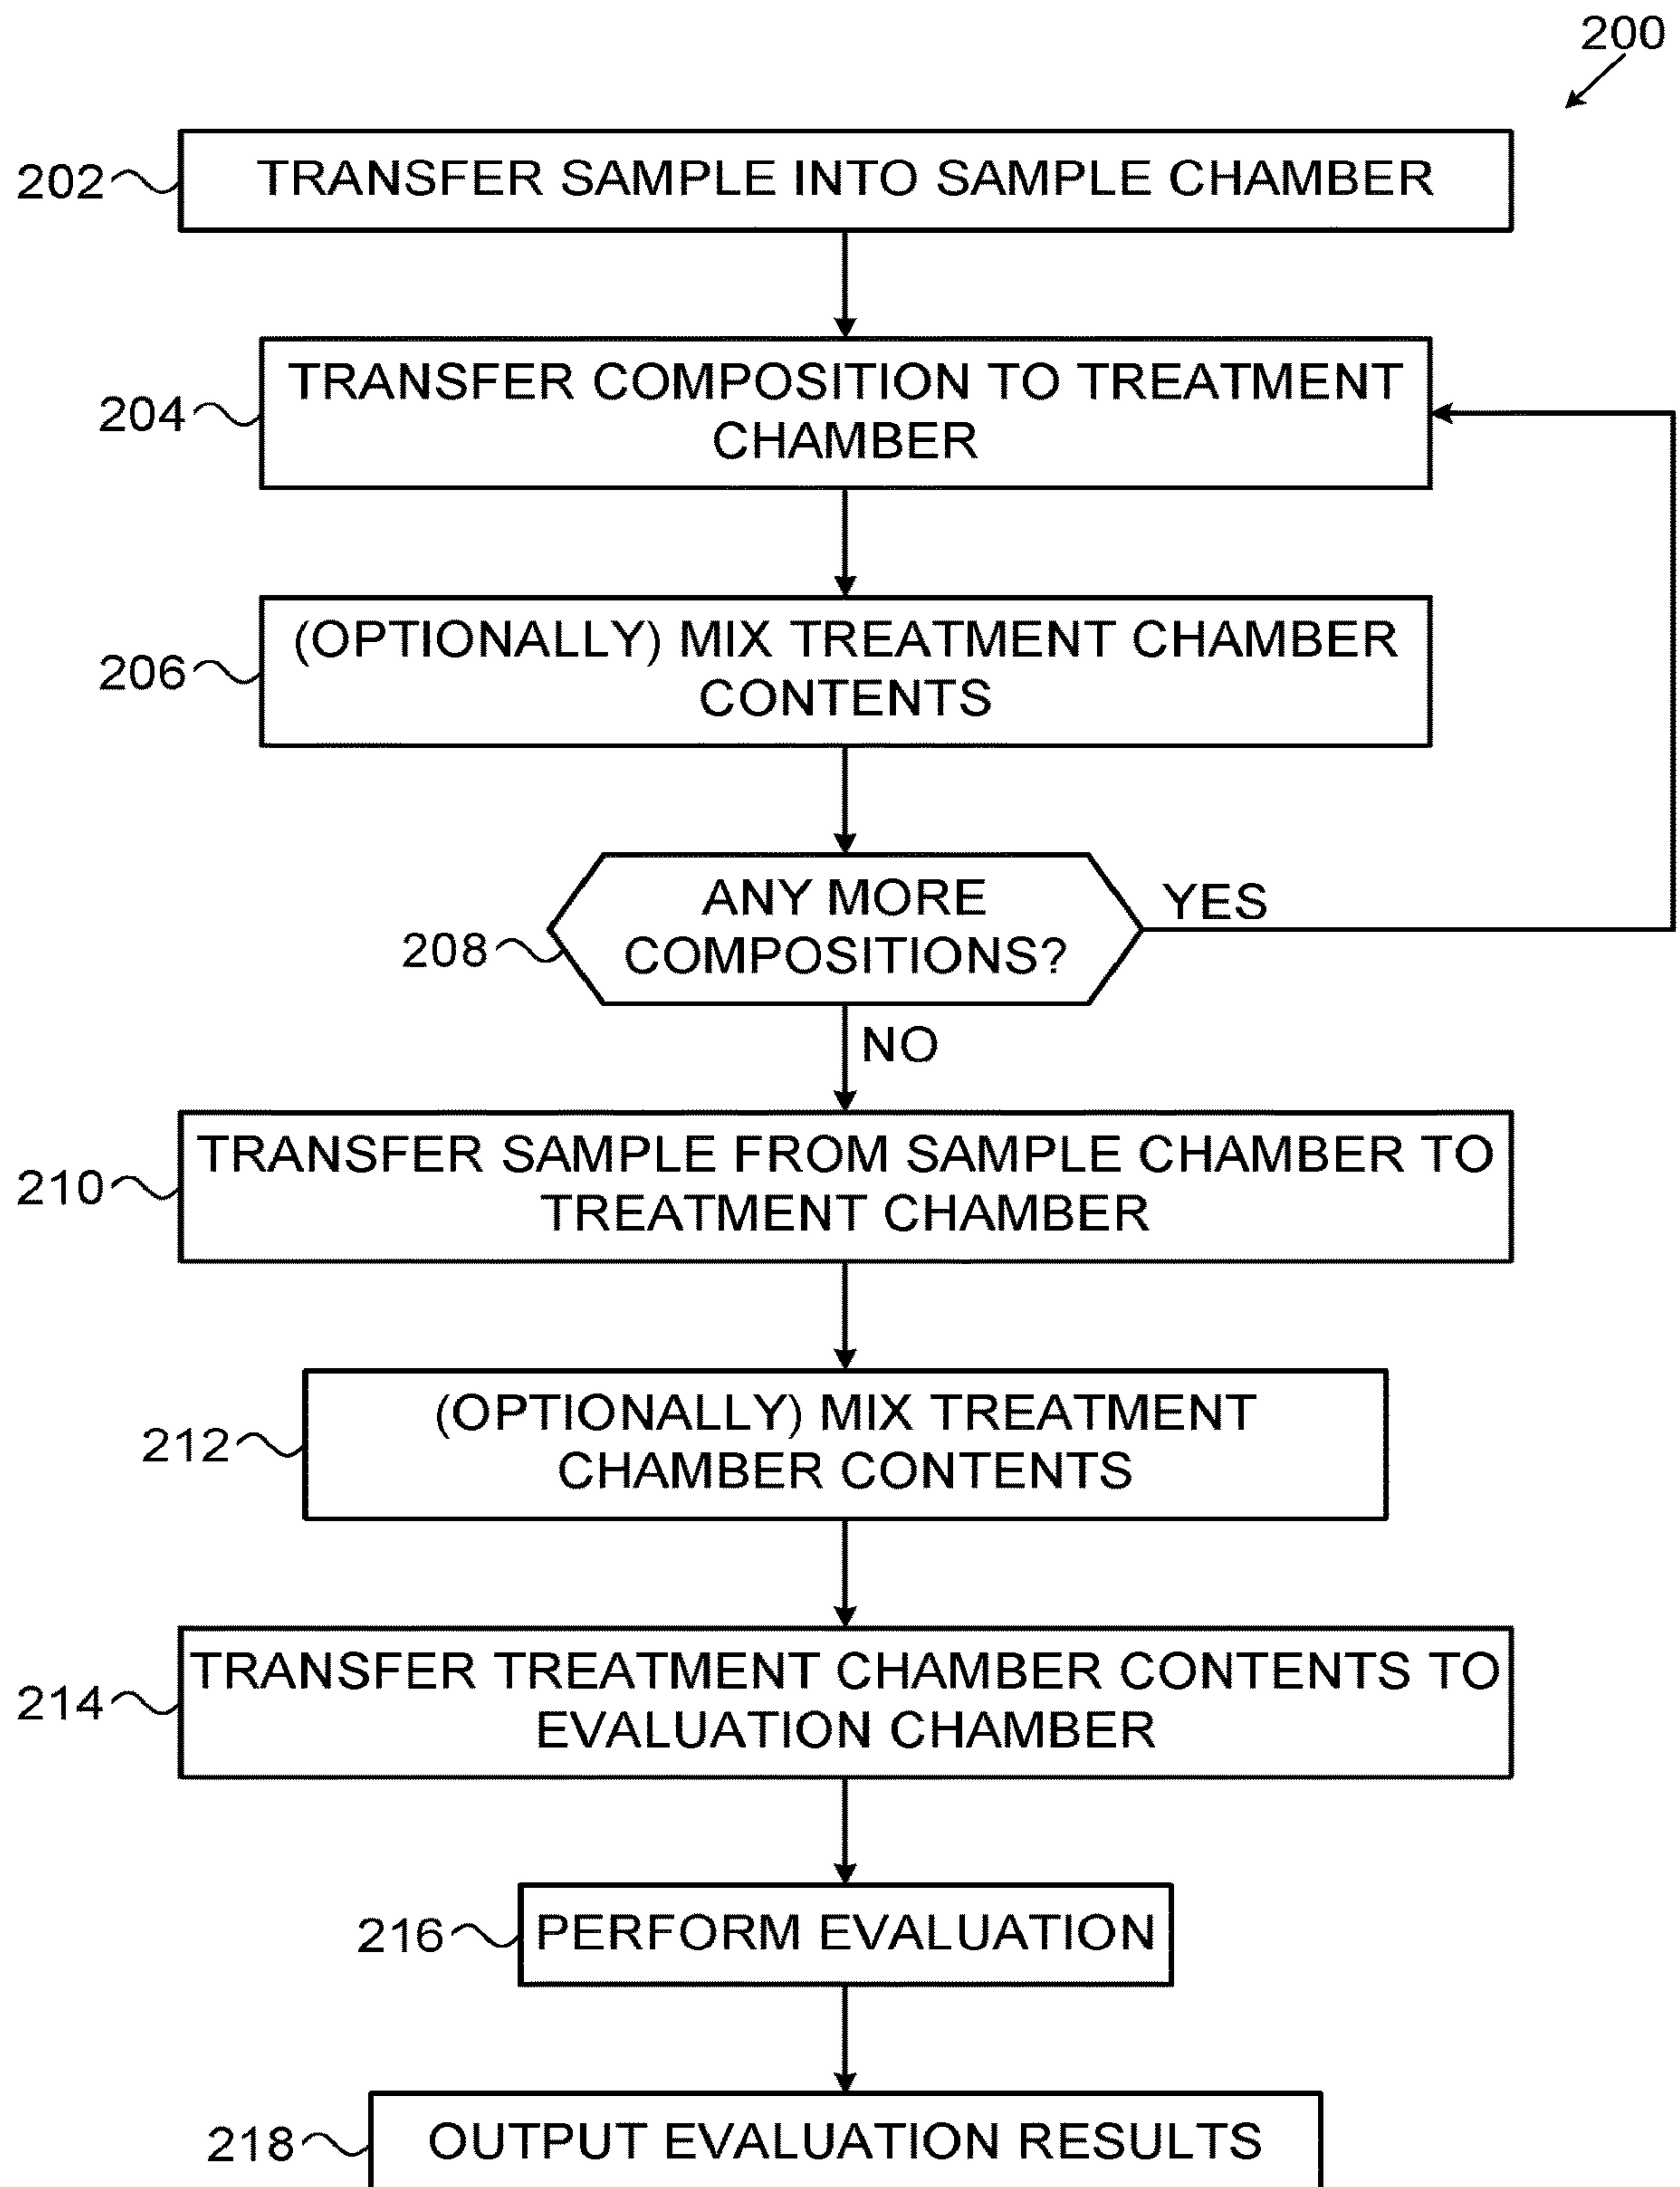 200
202
TRANSFER SAMPLE INTO SAMPLE CHAMBER
204
TRANSFER COMPOSITION TO TREATMENT
CHAMBER
206
(OPTIONALLY) MIX TREATMENT CHAMBER
CONTENTS
208
ANY MORE
COMPOSITIONS?
YES
NO
210
TRANSFER SAMPLE FROM SAMPLE CHAMBER TO
TREATMENT CHAMBER
212
(OPTIONALLY) MIX TREATMENT
CHAMBER CONTENTS
214
TRANSFER TREATMENT CHAMBER CONTENTS TO
EVALUATION CHAMBER
216
PERFORM EVALUATION
218
OUTPUT EVALUATION RESULTS